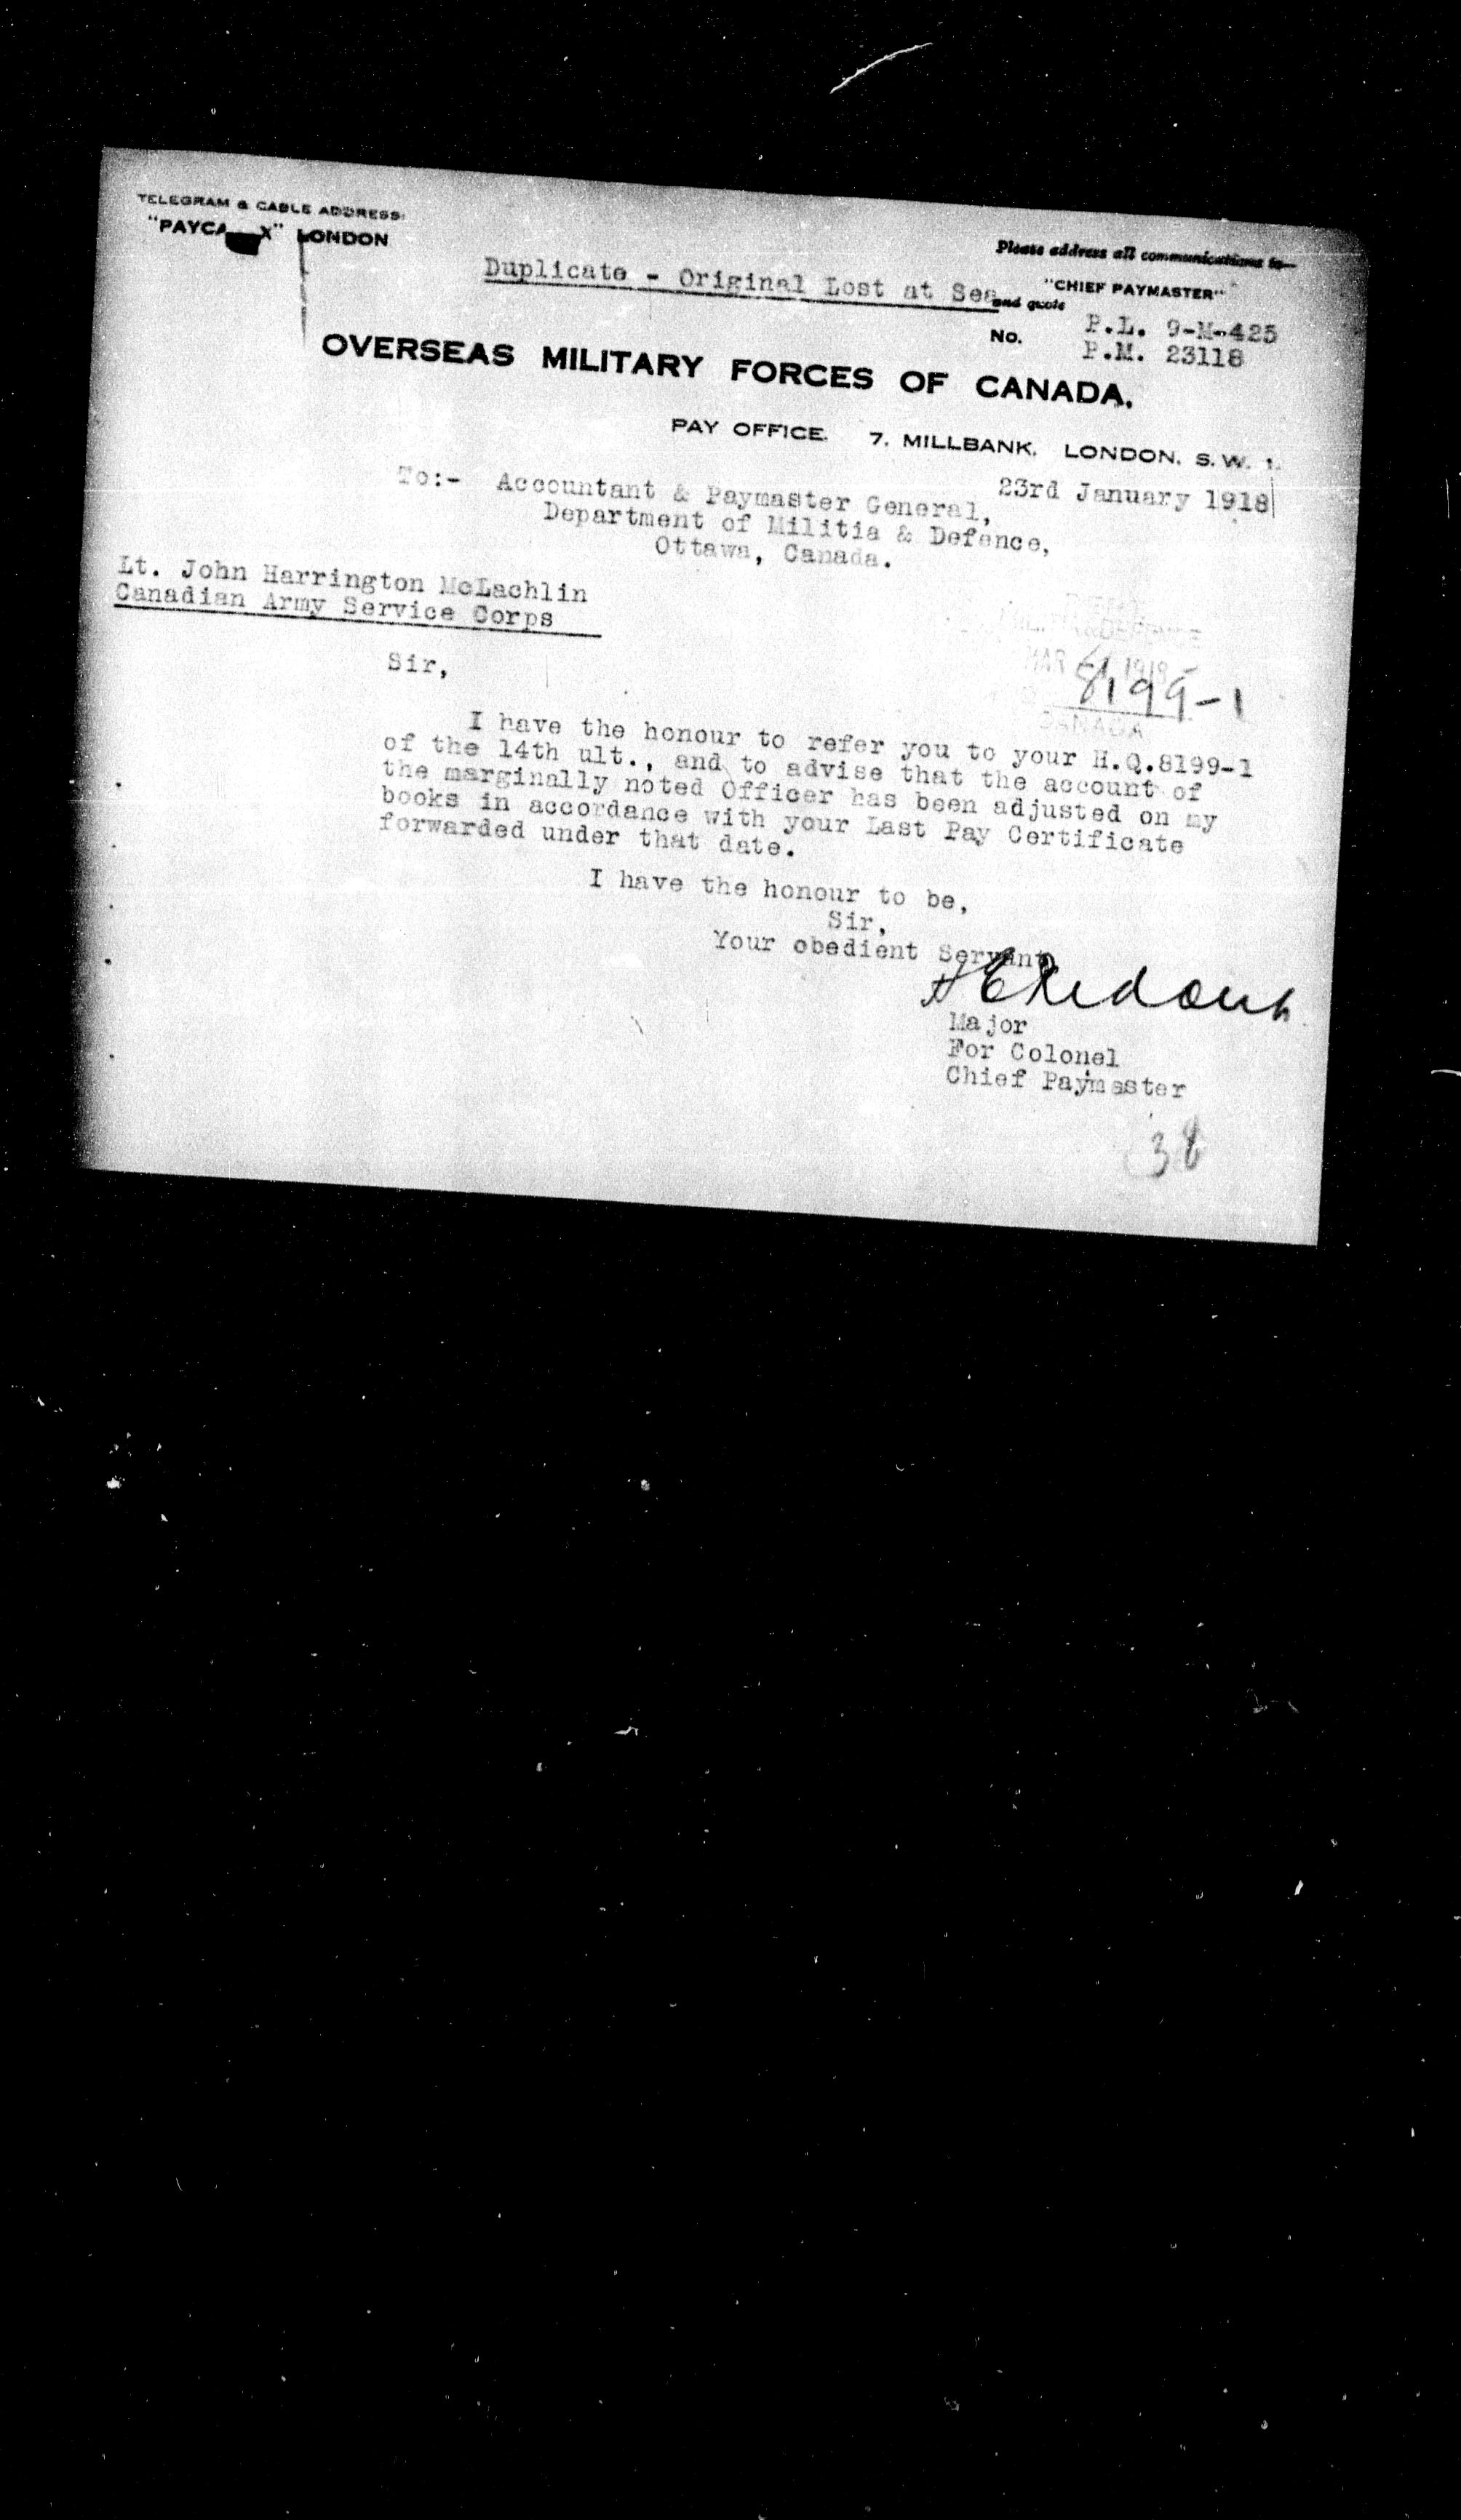 TELEGRAM & CABLE ADDRESS:
LONDON
Please address all communications to—
"CHIEF PAYMASTER"
and quote
Duplicate - Original Lost at Sea
No. P.L. 9-M-425
P.M. 23118
OVERSEAS MILITARY FORCES OF CANADA.
PAY OFFICE. 7, MILLBANK, LONDON, S.W. 1.
23rd January 1918
To:- Accountant & Paymaster General,
Department of Militia & Defence,
Ottawa, Canada.
Lt. John Harrington McLachlin
Canadian Army Service Corps
MAR 1918
8199-1
CANADA
Sir,
I have the honour to refer you to your H.Q.8199-1
of the 14th ult., and to advise that the account of
the marginally noted Officer has been adjusted on my
books in accordance with your Last Pay Certificate
forwarded under that date.
I have the honour to be,
Sir,
Your obedient Servant
Major
For Colonel
Chief Paymaster
38